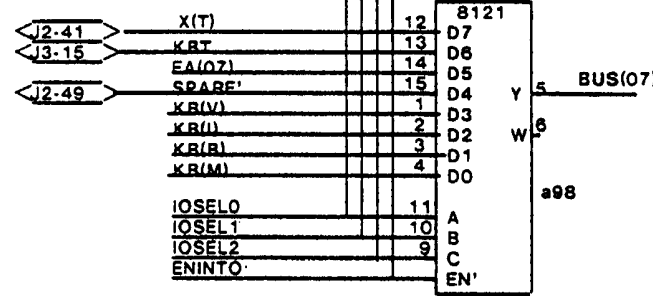 8121
J2-41 X(T) 12 D7
J3-15 KBT 13 D6
EA(07) 14 D5
J2-49 SPARE' 15 D4 Y 5 BUS(07)
KB(V) 1 D3
KB(I) 2 D2 W 6
KB(B) 3 D1
KB(M) 4 D0
a98
IOSEL0 11 A
IOSEL1 10 B
IOSEL2 9 C
ENINTO' EN'